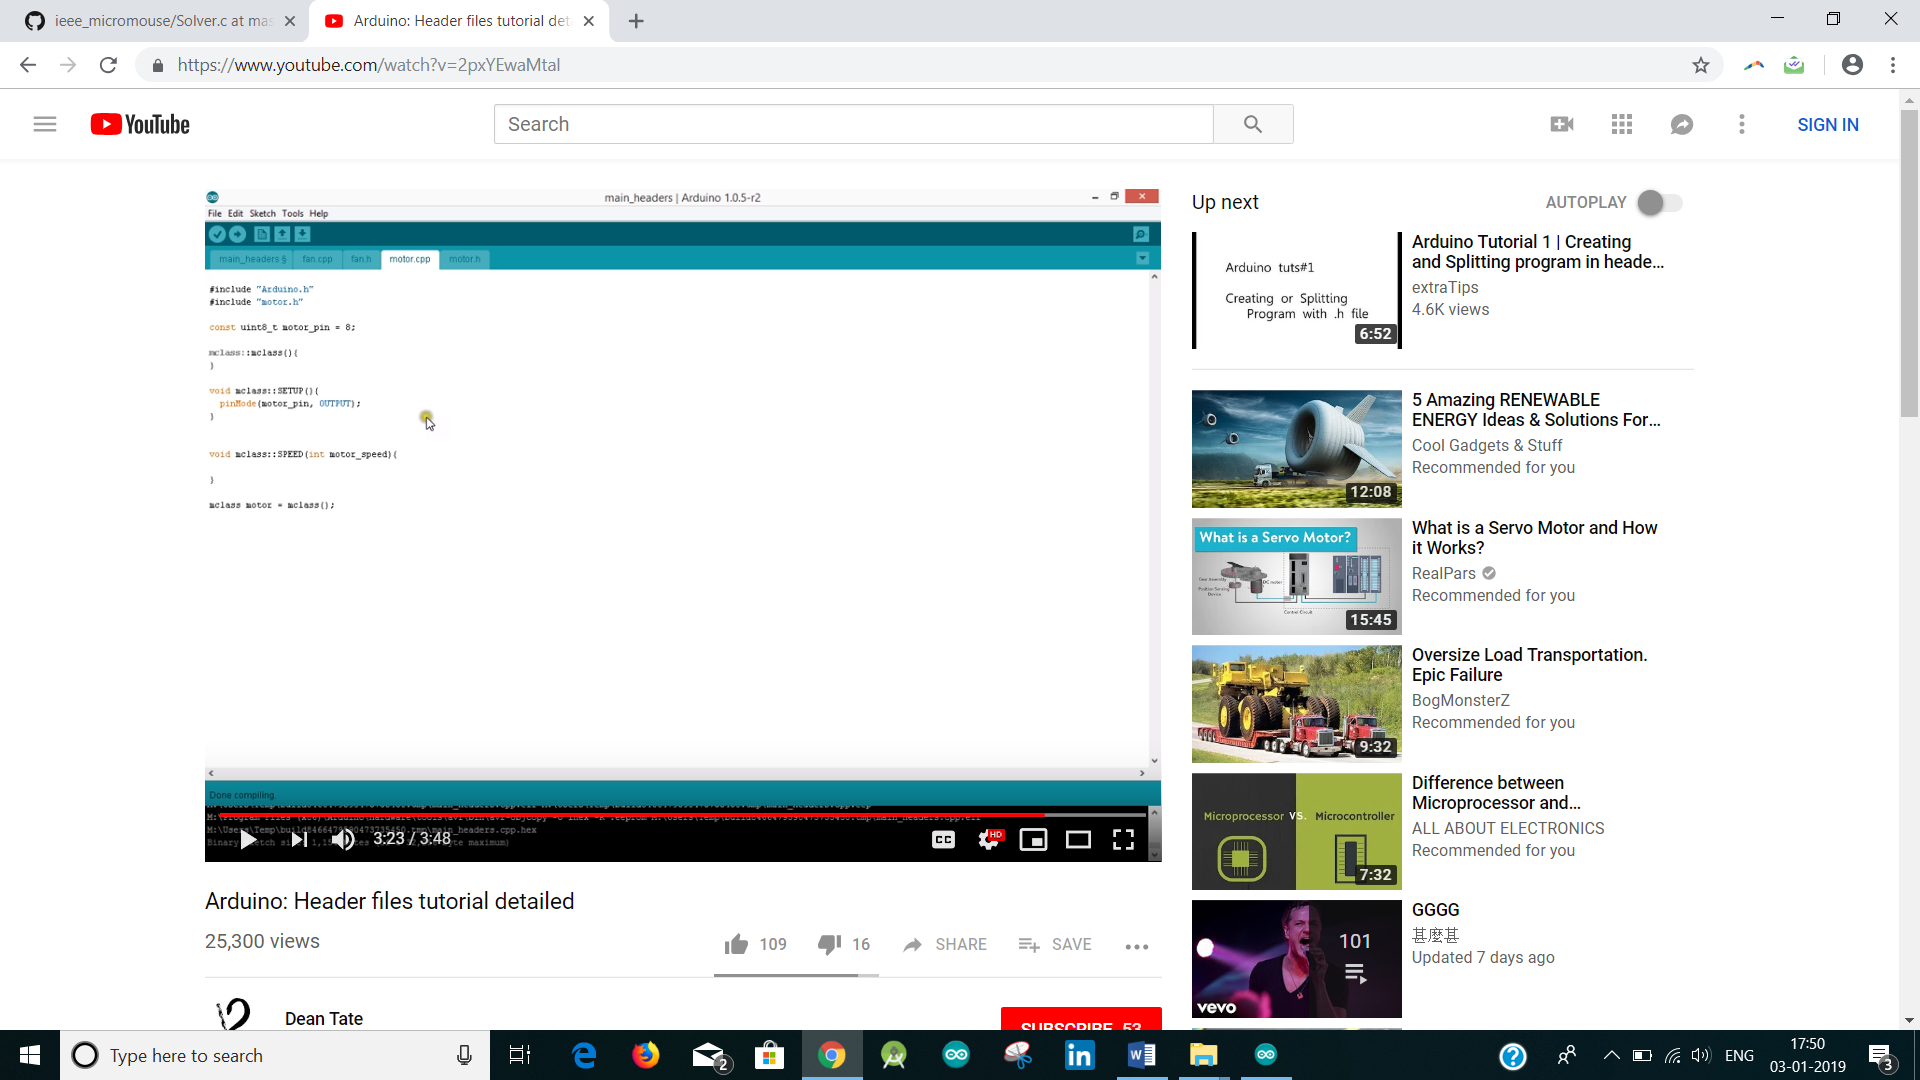 ieee_micromouse/Solver.c at mas
Arduino: Header files tutorial det
https://www.youtube.com/watch?v=2pxYEwaMtaI
YouTube
Search
SIGN IN
main_headers | Arduino 1.0.5-r2
File Edit Sketch Tools Help
main_headers § fan.cpp fan.h motor.cpp motor.h
#include "Arduino.h"
#include "motor.h"
const uint8_t motor_pin = 8;
mclass::mclass(){
}
void mclass::SETUP(){
pinMode(motor_pin, OUTPUT);
}
void mclass::SPEED(int motor_speed){
}
mclass motor = mclass();
Done compiling.
3:23 / 3:48
CC
HD
Arduino: Header files tutorial detailed
25,300 views
109
16
SHARE
SAVE
Dean Tate
SUBSCRIBE 53
Up next
AUTOPLAY
Arduino tuts#1
Creating or Splitting
Program with .h file
6:52
Arduino Tutorial 1 | Creating
and Splitting program in heade...
extraTips
4.6K views
12:08
5 Amazing RENEWABLE
ENERGY Ideas & Solutions For...
Cool Gadgets & Stuff
Recommended for you
What is a Servo Motor?
15:45
What is a Servo Motor and How
it Works?
RealPars
Recommended for you
9:32
Oversize Load Transportation.
Epic Failure
BogMonsterZ
Recommended for you
Microprocessor VS. Microcontroller
7:32
Difference between
Microprocessor and...
ALL ABOUT ELECTRONICS
Recommended for you
101
vevo
GGGG
甚麼甚
Updated 7 days ago
Type here to search
2
ENG
17:50
03-01-2019
3